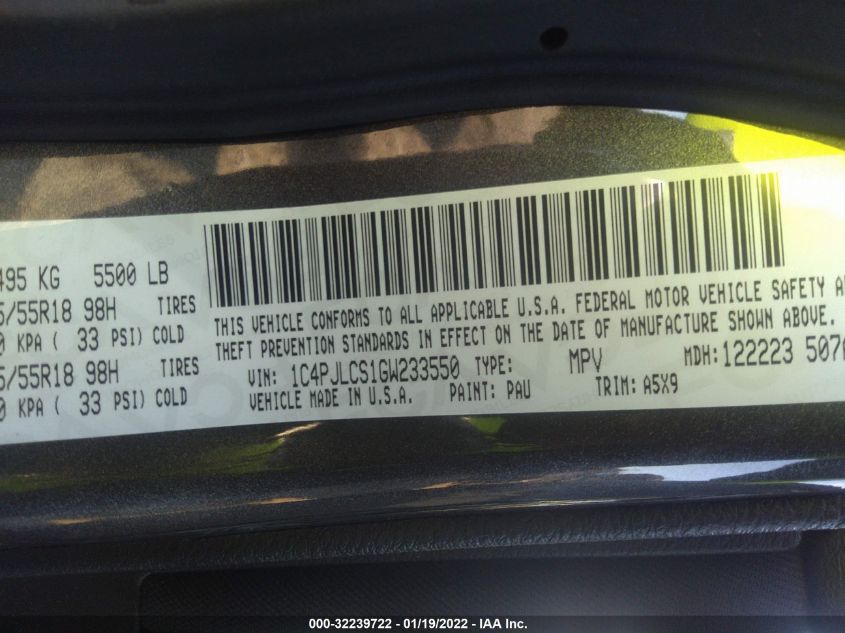 495 KG 5500 LB
5/55R18 98H TIRES
0 KPA ( 33 PSI) COLD
5/55R18 98H TIRES
0 KPA ( 33 PSI) COLD
THIS VEHICLE CONFORMS TO ALL APPLICABLE U.S.A. FEDERAL MOTOR VEHICLE SAFETY
THEFT PREVENTION STANDARDS IN EFFECT ON THE DATE OF MANUFACTURE SHOWN ABOVE.
VIN: 1C4PJLCS1GW233550 TYPE: MPV MDH: 122223 507
VEHICLE MADE IN U.S.A. PAINT: PAU TRIM: A5X9
000-32239722 - 01/19/2022 - IAA Inc.